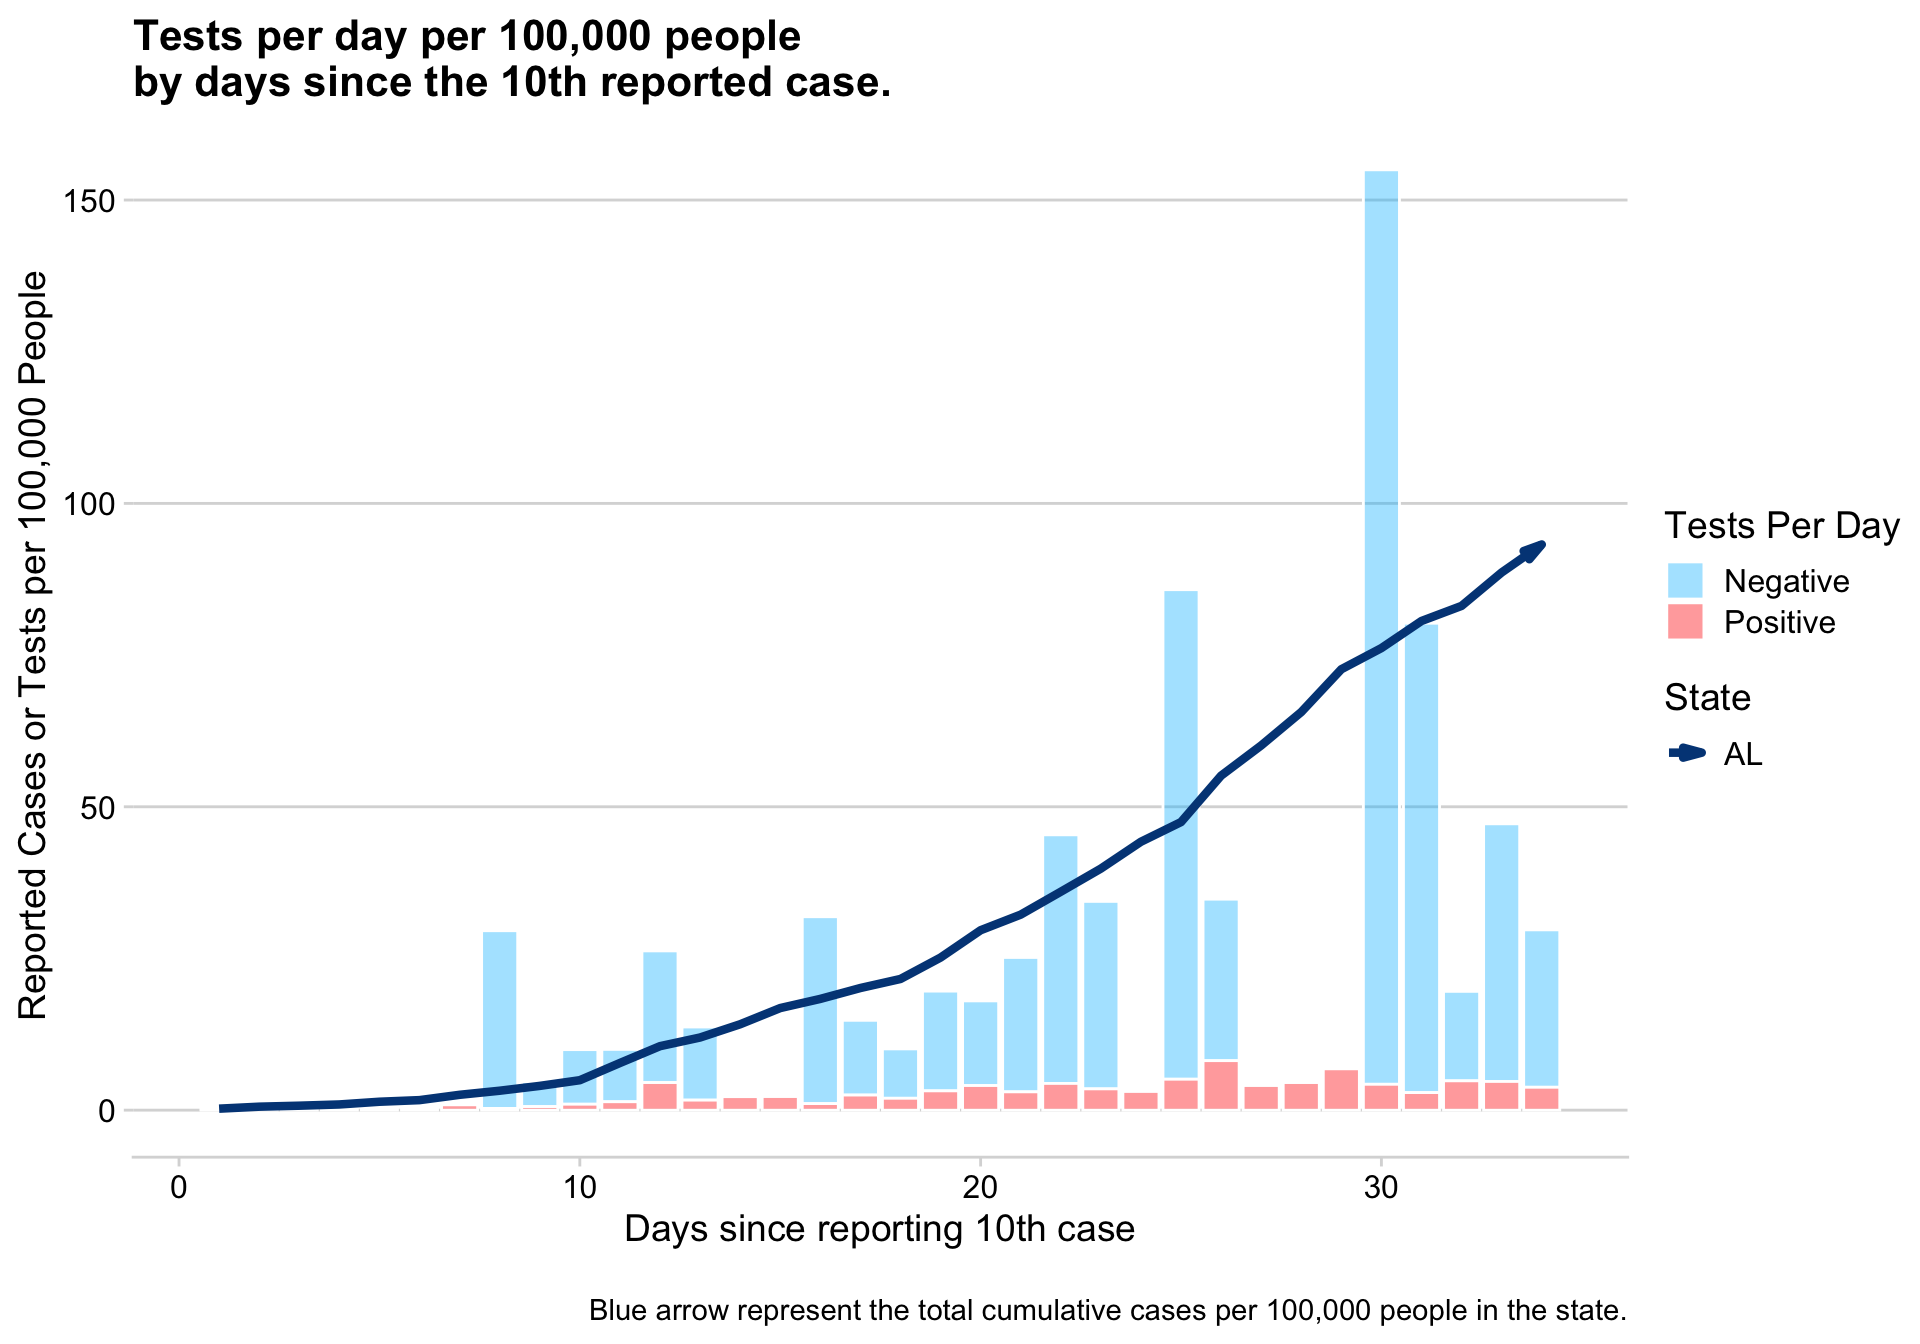 Tests per day per 100,000 people
by days since the 10th reported case.
Reported Cases or Tests per 100,000 People
150
100
50
0
0
10
20
30
Days since reporting 10th case
Tests Per Day
Negative
Positive
State
AL
Blue arrow represent the total cumulative cases per 100,000 people in the state.